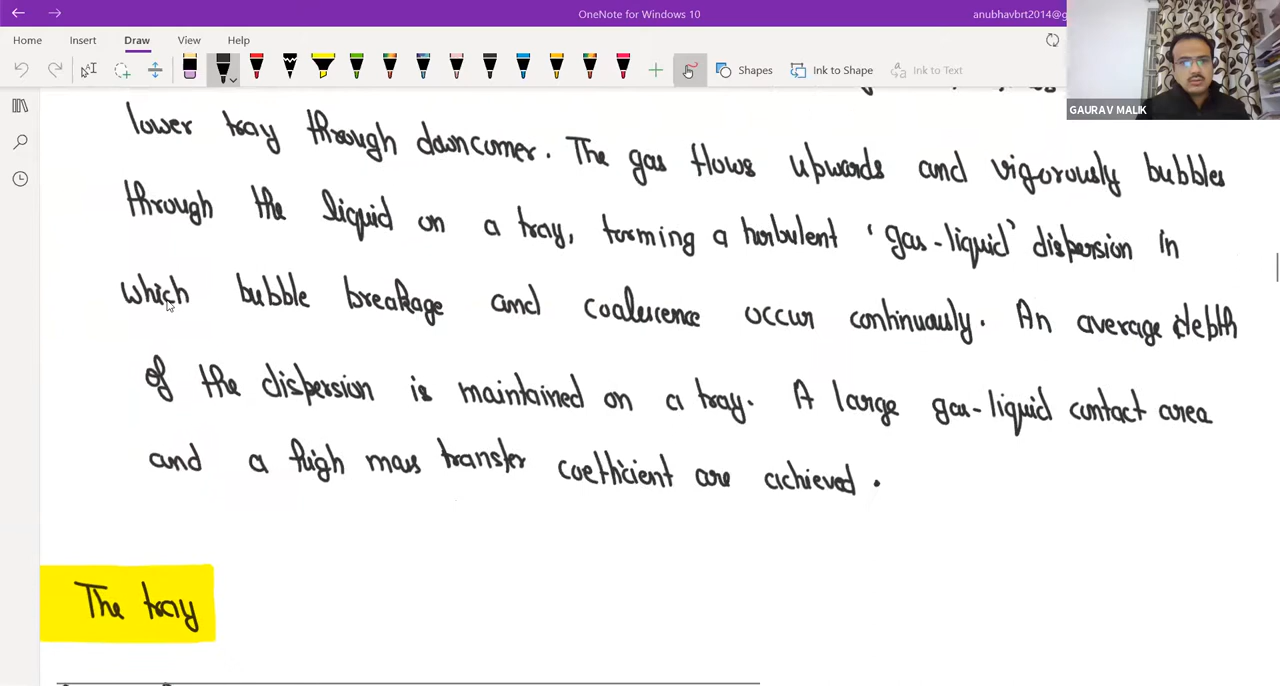 OneNote for Windows 10
anubhavbrt2014@g
Home Insert Draw View Help
Shapes Ink to Shape Ink to Text
GAURAV MALIK
lower tray through downcomer. The gas flows upwards and vigorously bubbles
through the liquid on a tray, forming a turbulent 'gas-liquid' dispersion in
which bubble breakage and coalescence occur continuously. An average depth
of the dispersion is maintained on a tray. A large gas-liquid contact area
and a high mass transfer coefficient are achieved.
The tray